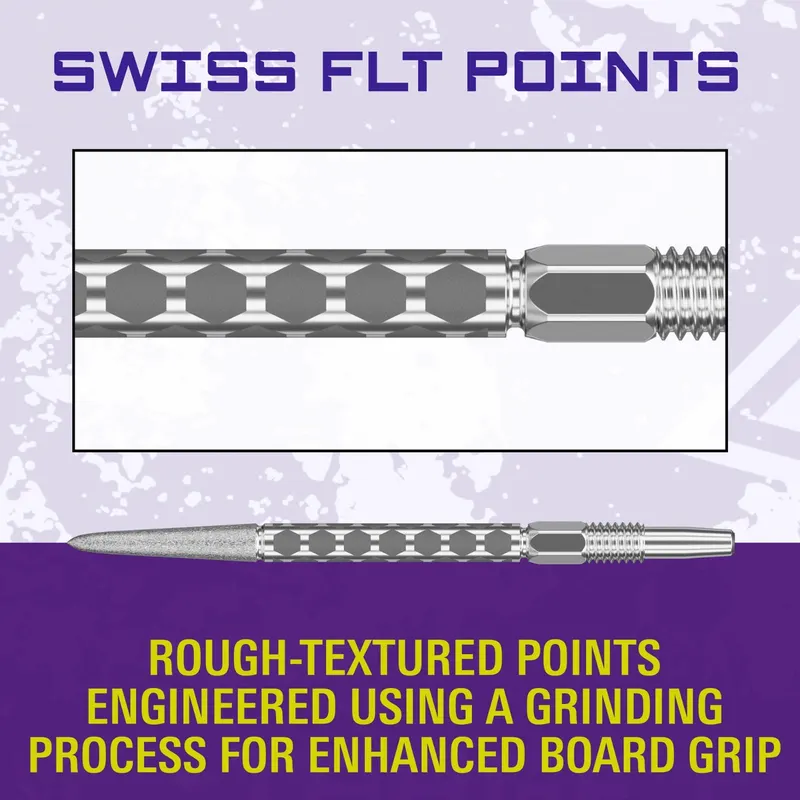 SWISS FLT POINTS
ROUGH-TEXTURED POINTS
ENGINEERED USING A GRINDING
PROCESS FOR ENHANCED BOARD GRIP